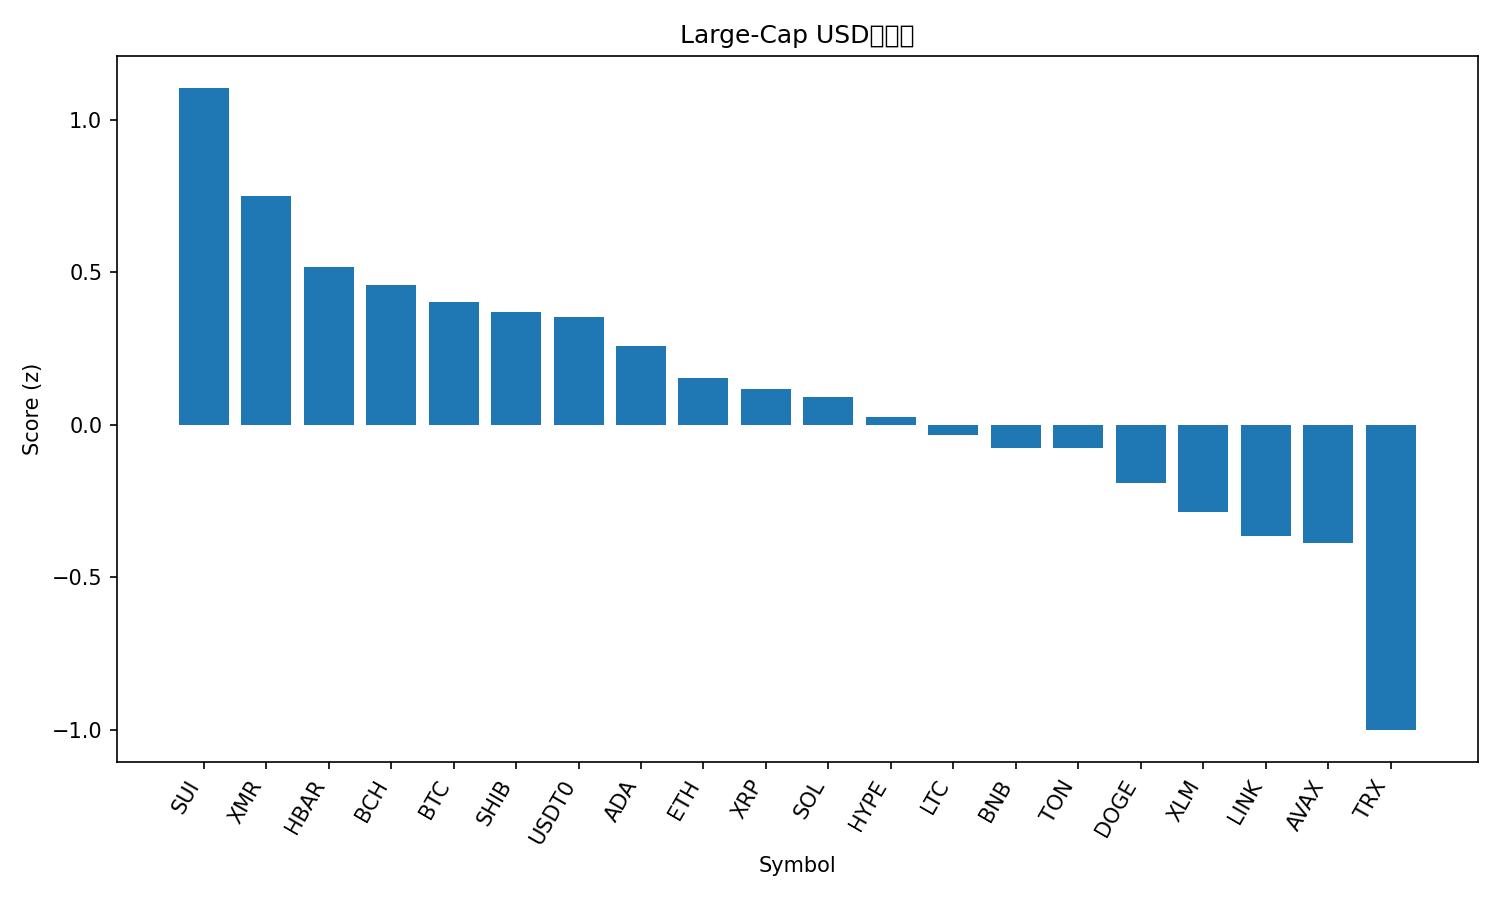 Large-Cap USD
1.0
0.5
0.0
−0.5
−1.0
Score (z)
SUI
XMR
HBAR
BCH
BTC
SHIB
USDT0
ADA
ETH
XRP
SOL
HYPE
LTC
BNB
TON
DOGE
XLM
LINK
AVAX
TRX
Symbol